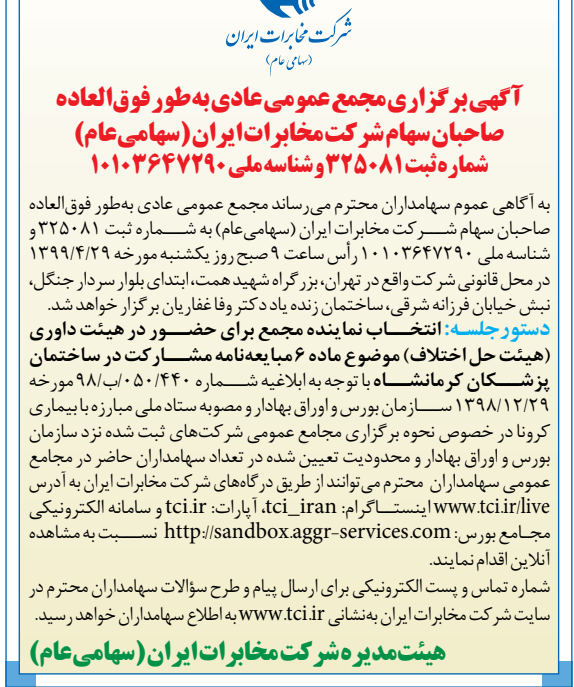 شرکت مخابرات ایران
(سهامی عام)
آگهی برگزاری مجمع عمومی عادی به طور فوق العاده
صاحبان سهام شرکت مخابرات ایران (سهامی عام)
شماره ثبت ۳۲۵۰۸۱ و شناسه ملی ۱۰۱۰۳۶۴۷۲۹۰
به آگاهی عموم سهامداران محترم می‌رساند مجمع عمومی عادی به‌طور فوق‌العاده
صاحبان سهام شرکت مخابرات ایران (سهامی‌عام) به شماره ثبت ۳۲۵۰۸۱ و
شناسه ملی ۱۰۱۰۳۶۴۷۲۹۰ رأس ساعت ۹ صبح روز یکشنبه مورخه ۱۳۹۹/۴/۲۹
در محل قانونی شرکت واقع در تهران، بزرگراه شهید همت، ابتدای بلوار سردار جنگل،
نبش خیابان فرزانه شرقی، ساختمان زنده یاد دکتر وفا غفاریان برگزار خواهد شد.
دستور جلسه: انتخاب نماینده مجمع برای حضور در هیئت داوری
(هیئت حل اختلاف) موضوع ماده ۶ مبایعه‌نامه مشارکت در ساختمان
پزشکان کرمانشاه با توجه به ابلاغیه شماره ۰۵۰/۴۴۰/ب/۹۸ مورخه
۱۳۹۸/۱۲/۲۹ سازمان بورس و اوراق بهادار و مصوبه ستاد ملی مبارزه با بیماری
کرونا در خصوص نحوه برگزاری مجامع عمومی شرکت‌های ثبت شده نزد سازمان
بورس و اوراق بهادار و محدودیت تعیین شده در تعداد سهامداران حاضر در مجامع
عمومی سهامداران محترم می‌توانند از طریق درگاه‌های شرکت مخابرات ایران به آدرس
www.tci.ir/live اینستاگرام: tci_iran، آپارات: tci.ir و سامانه الکترونیکی
مجامع بورس: http://sandbox.aggr-services.com نسبت به مشاهده
آنلاین اقدام نمایند.
شماره تماس و پست الکترونیکی برای ارسال پیام و طرح سؤالات سهامداران محترم در
سایت شرکت مخابرات ایران به‌نشانی www.tci.ir به اطلاع سهامداران خواهد رسید.
هیئت مدیره شرکت مخابرات ایران (سهامی عام)